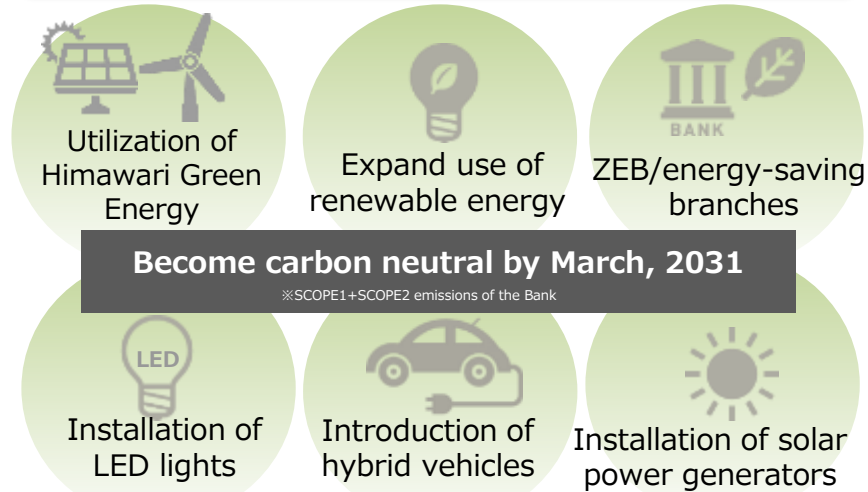 BANK
Utilization of
Himawari Green
Energy
Expand use of
renewable energy
ZEB/energy-saving
branches
Become carbon neutral by March, 2031
※SCOPE1+SCOPE2 emissions of the Bank
LED
Installation of
LED lights
Introduction of
hybrid vehicles
Installation of solar
power generators